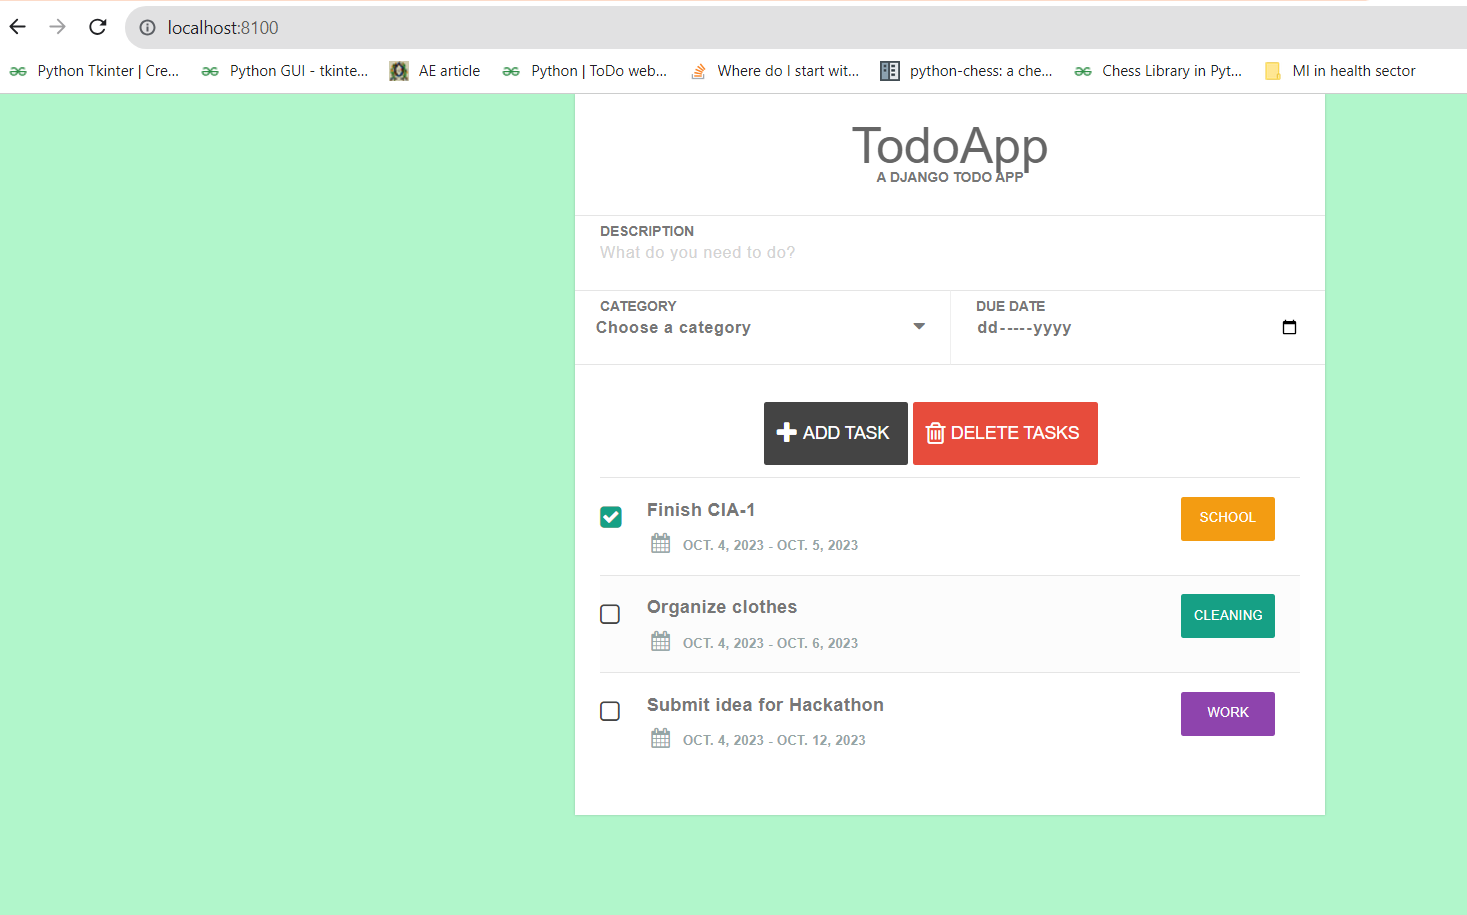 localhost:8100
Python Tkinter | Cre... Python GUI - tkinte... AE article Python | ToDo web... Where do I start wit... python-chess: a che... Chess Library in Pyt... MI in health sector
TodoApp
A DJANGO TODO APP
DESCRIPTION
What do you need to do?
CATEGORY
Choose a category
DUE DATE
dd-----yyyy
ADD TASK DELETE TASKS
Finish CIA-1
SCHOOL
OCT. 4, 2023 - OCT. 5, 2023
Organize clothes
CLEANING
OCT. 4, 2023 - OCT. 6, 2023
Submit idea for Hackathon
WORK
OCT. 4, 2023 - OCT. 12, 2023